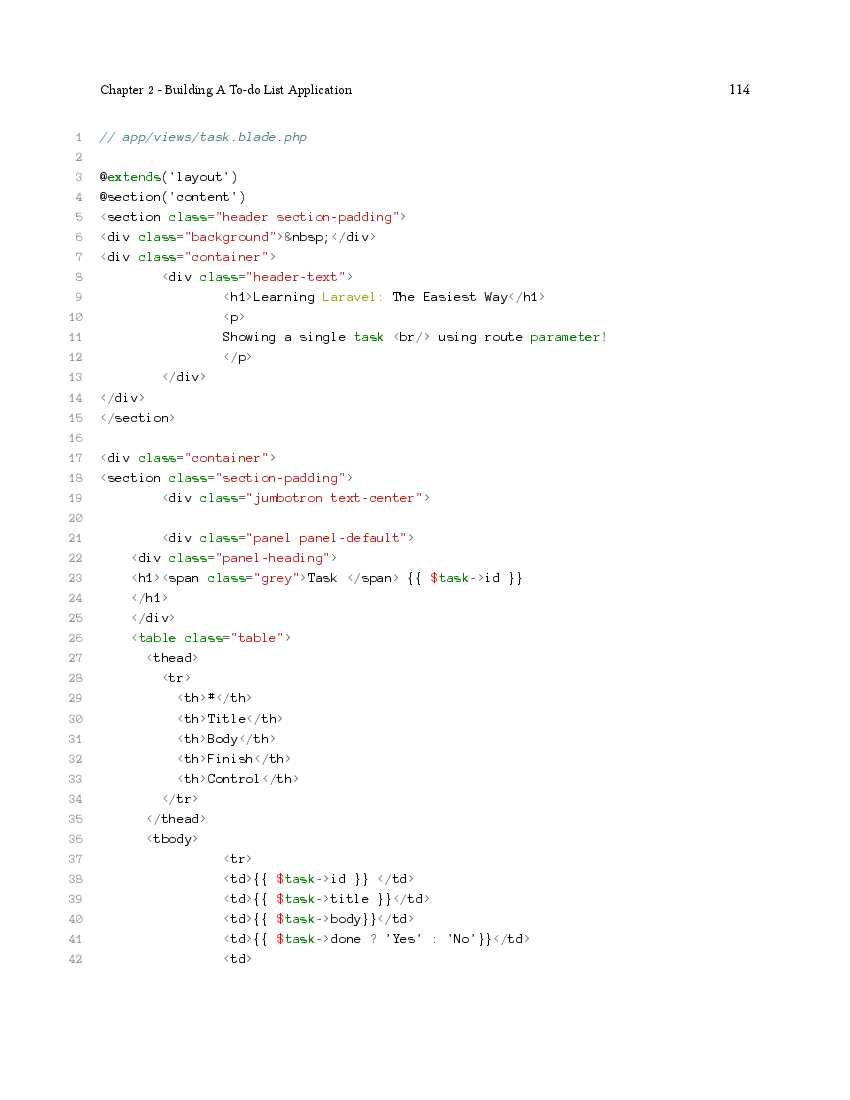 Chapter 2 - Building A To-do List Application 114
1 // app/views/task.blade.php
2
3 @extends('layout')
4 @section('content')
5 <section class="header section-padding">
6 <div class="background">&nbsp;</div>
7 <div class="container">
8 <div class="header-text">
9 <h1>Learning Laravel: The Easiest Way</h1>
10 <p>
11 Showing a single task <br/> using route parameter!
12 </p>
13 </div>
14 </div>
15 </section>
16
17 <div class="container">
18 <section class="section-padding">
19 <div class="jumbotron text-center">
20
21 <div class="panel panel-default">
22 <div class="panel-heading">
23 <h1><span class="grey">Task </span> {{ $task->id }}
24 </h1>
25 </div>
26 <table class="table">
27 <thead>
28 <tr>
29 <th>#</th>
30 <th>Title</th>
31 <th>Body</th>
32 <th>Finish</th>
33 <th>Control</th>
34 </tr>
35 </thead>
36 <tbody>
37 <tr>
38 <td>{{ $task->id }} </td>
39 <td>{{ $task->title }}</td>
40 <td>{{ $task->body}}</td>
41 <td>{{ $task->done ? 'Yes' : 'No'}}</td>
42 <td>